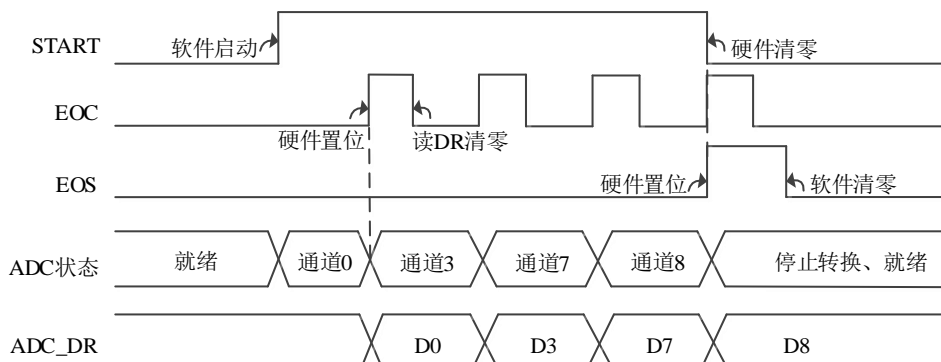 START 软件启动 硬件清零
EOC
硬件置位 读DR清零
EOS 硬件置位 软件清零
ADC状态 就绪 通道0 通道3 通道7 通道8 停止转换、就绪
ADC_DR D0 D3 D7 D8